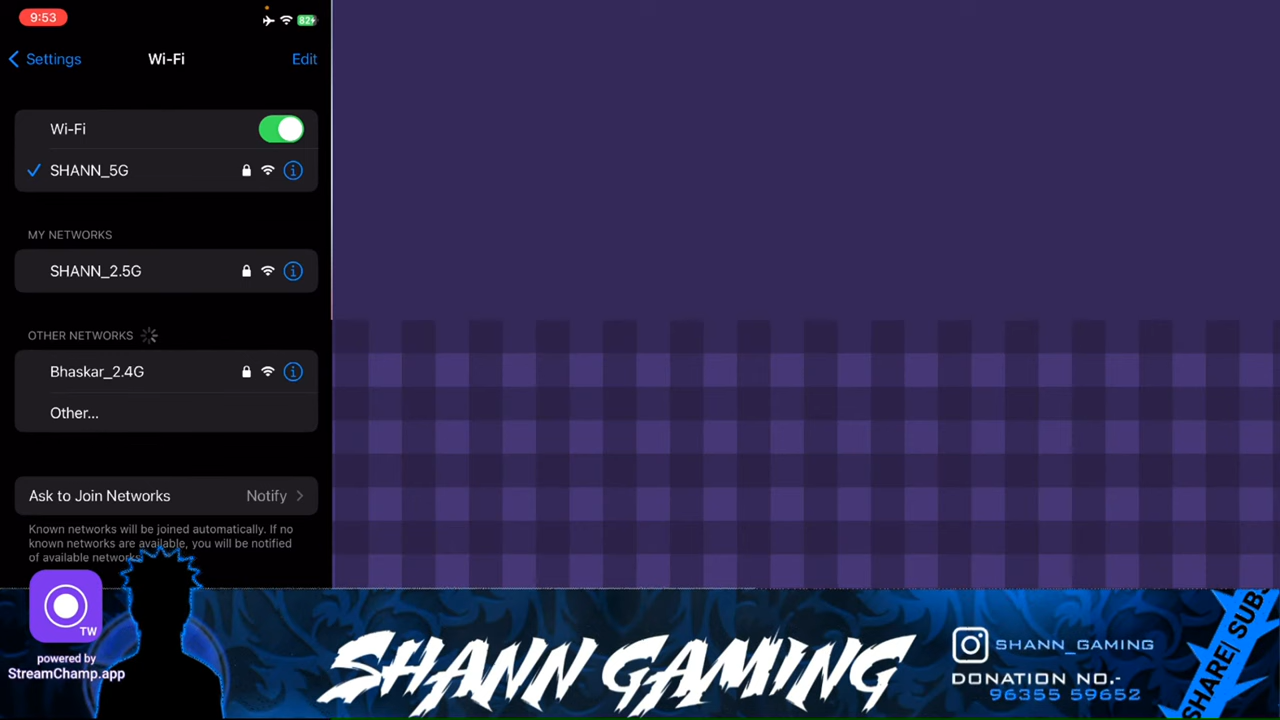 9:53
82
Settings
Wi-Fi
Edit
Wi-Fi
SHANN_5G
MY NETWORKS
SHANN_2.5G
OTHER NETWORKS
Bhaskar_2.4G
Other...
Ask to Join Networks Notify
Known networks will be joined automatically. If no
known networks are available, you will be notified
of available networks
TW
powered by
StreamChamp.app
SHANN GAMING
SHANN_GAMING
DONATION NO.-
96355 59652
SHARE| SUBS